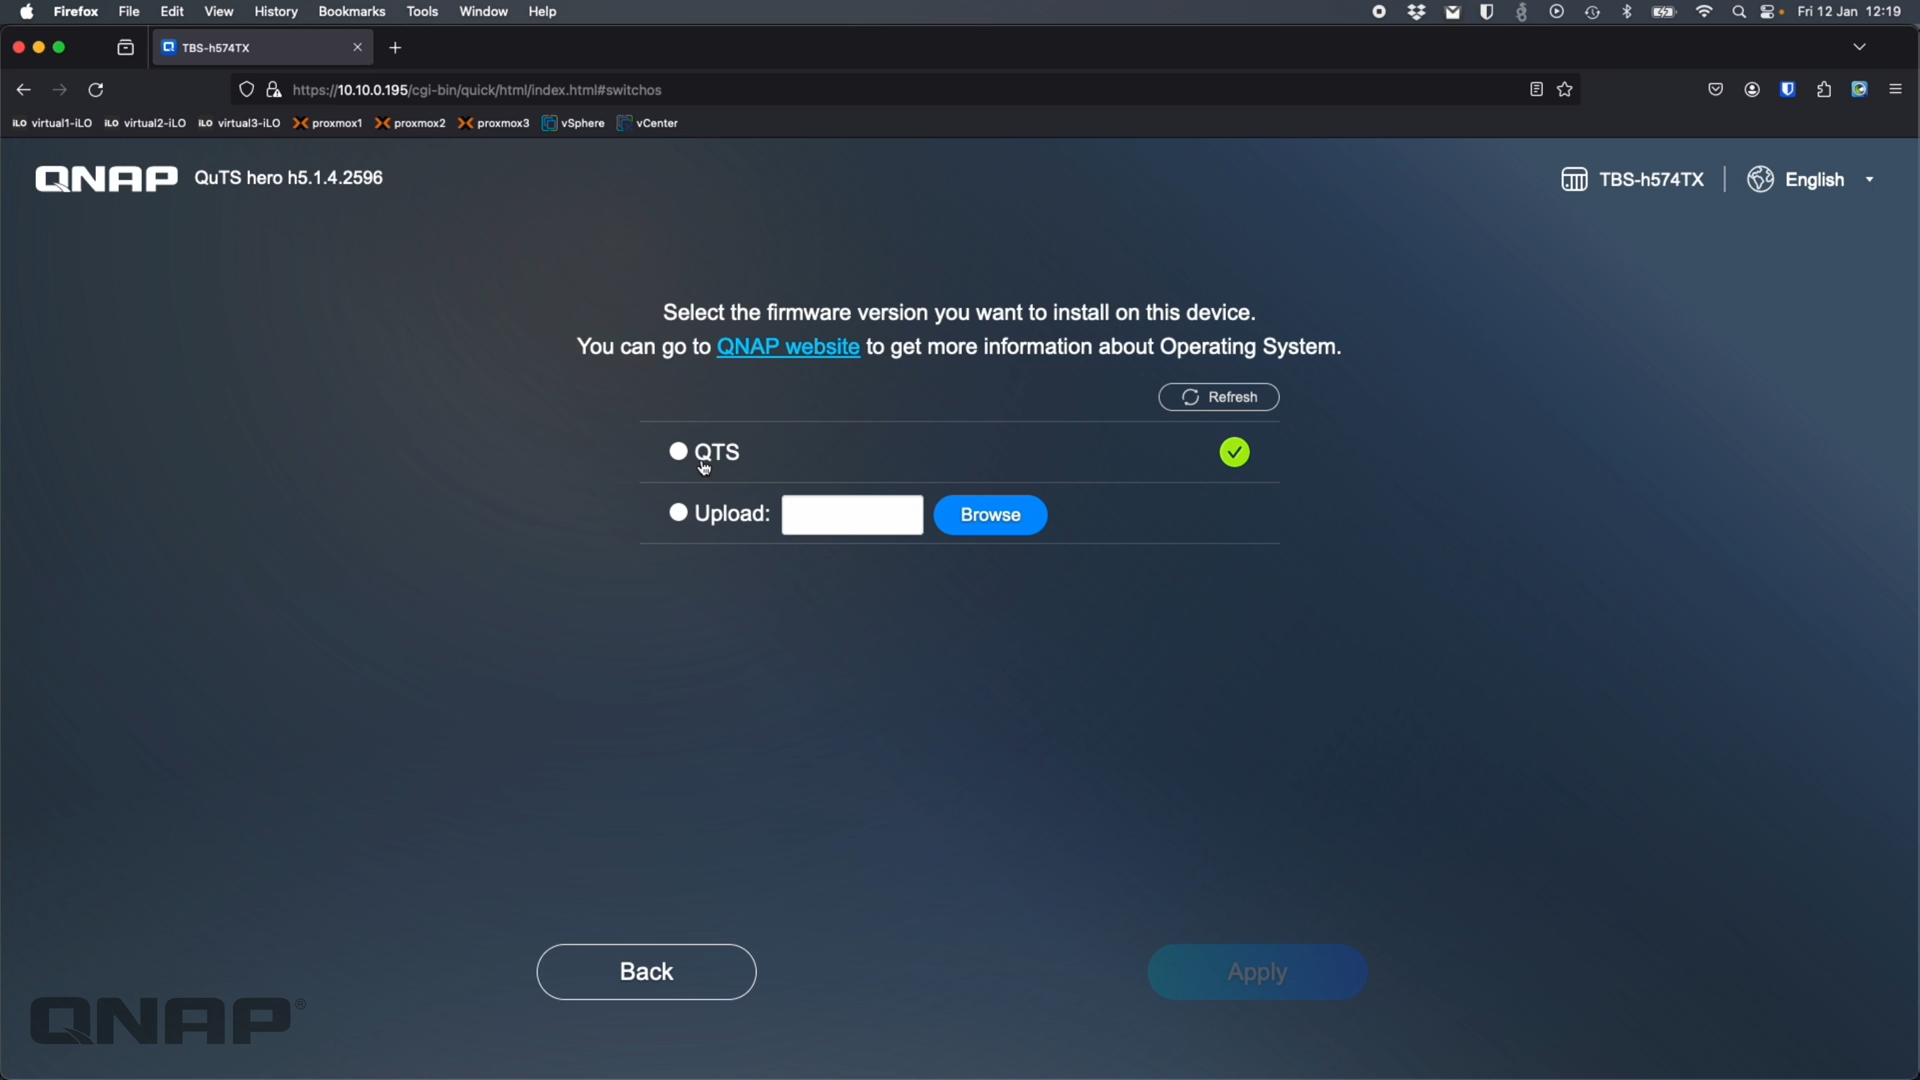 Firefox File Edit View History Bookmarks Tools Window Help Fri 12 Jan 12:19
TBS-h574TX
https://10.10.0.195/cgi-bin/quick/html/index.html#switchos
iLO virtual1-iLO iLO virtual2-iLO iLO virtual3-iLO proxmox1 proxmox2 proxmox3 vSphere vCenter
QNAP QuTS hero h5.1.4.2596 TBS-h574TX English
Select the firmware version you want to install on this device.
You can go to QNAP website to get more information about Operating System.
Refresh
QTS
Upload: Browse
Back Apply
QNAP®